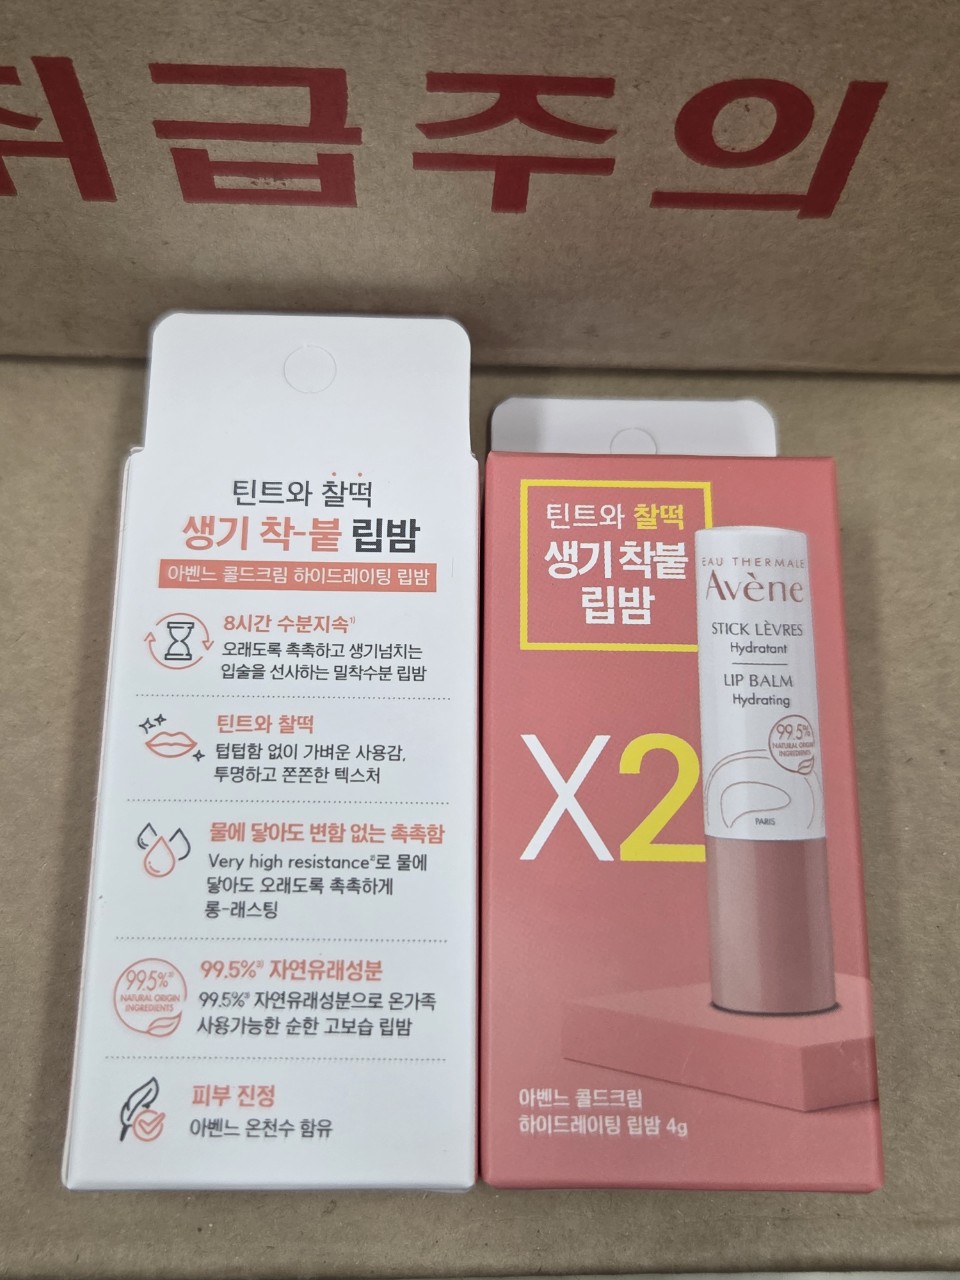 취급주의
틴트와 찰떡
생기 착-붙 립밤
아벤느 콜드크림 하이드레이팅 립밤
8시간 수분지속¹⁾
오래도록 촉촉하고 생기넘치는
입술을 선사하는 밀착수분 립밤
틴트와 찰떡
텁텁함 없이 가벼운 사용감,
투명하고 쫀쫀한 텍스처
물에 닿아도 변함 없는 촉촉함
Very high resistance²⁾로 물에
닿아도 오래도록 촉촉하게
롱-래스팅
99.5%³⁾
NATURAL ORIGIN
INGREDIENTS
99.5%³⁾ 자연유래성분
99.5%³⁾ 자연유래성분으로 온가족
사용가능한 순한 고보습 립밤
피부 진정
아벤느 온천수 함유
틴트와 찰떡
생기 착붙
립밤
X2
EAU THERMALE
Avène
STICK LÈVRES
Hydratant
LIP BALM
Hydrating
99.5%
NATURAL ORIGIN
INGREDIENTS
PARIS
아벤느 콜드크림
하이드레이팅 립밤 4g